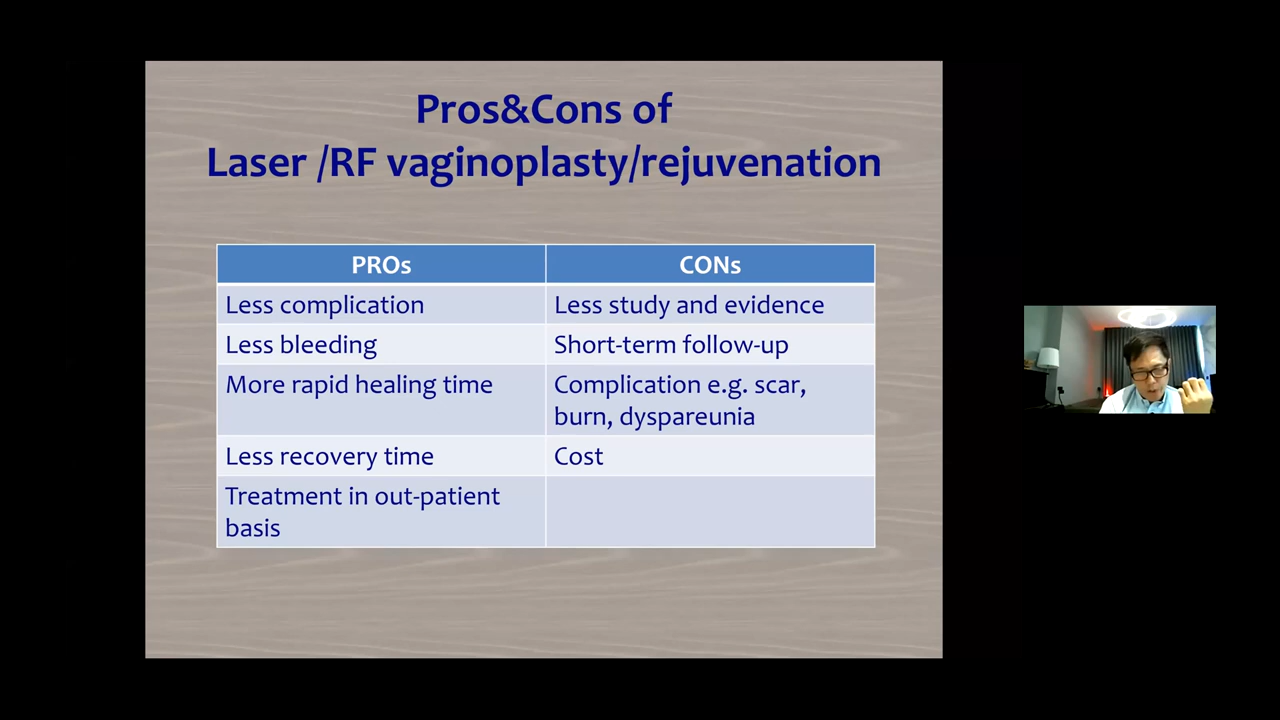 Pros&Cons of
Laser /RF vaginoplasty/rejuvenation
PROs
CONs
Less complication
Less study and evidence
Less bleeding
Short-term follow-up
More rapid healing time
Complication e.g. scar,
burn, dyspareunia
Less recovery time
Cost
Treatment in out-patient
basis